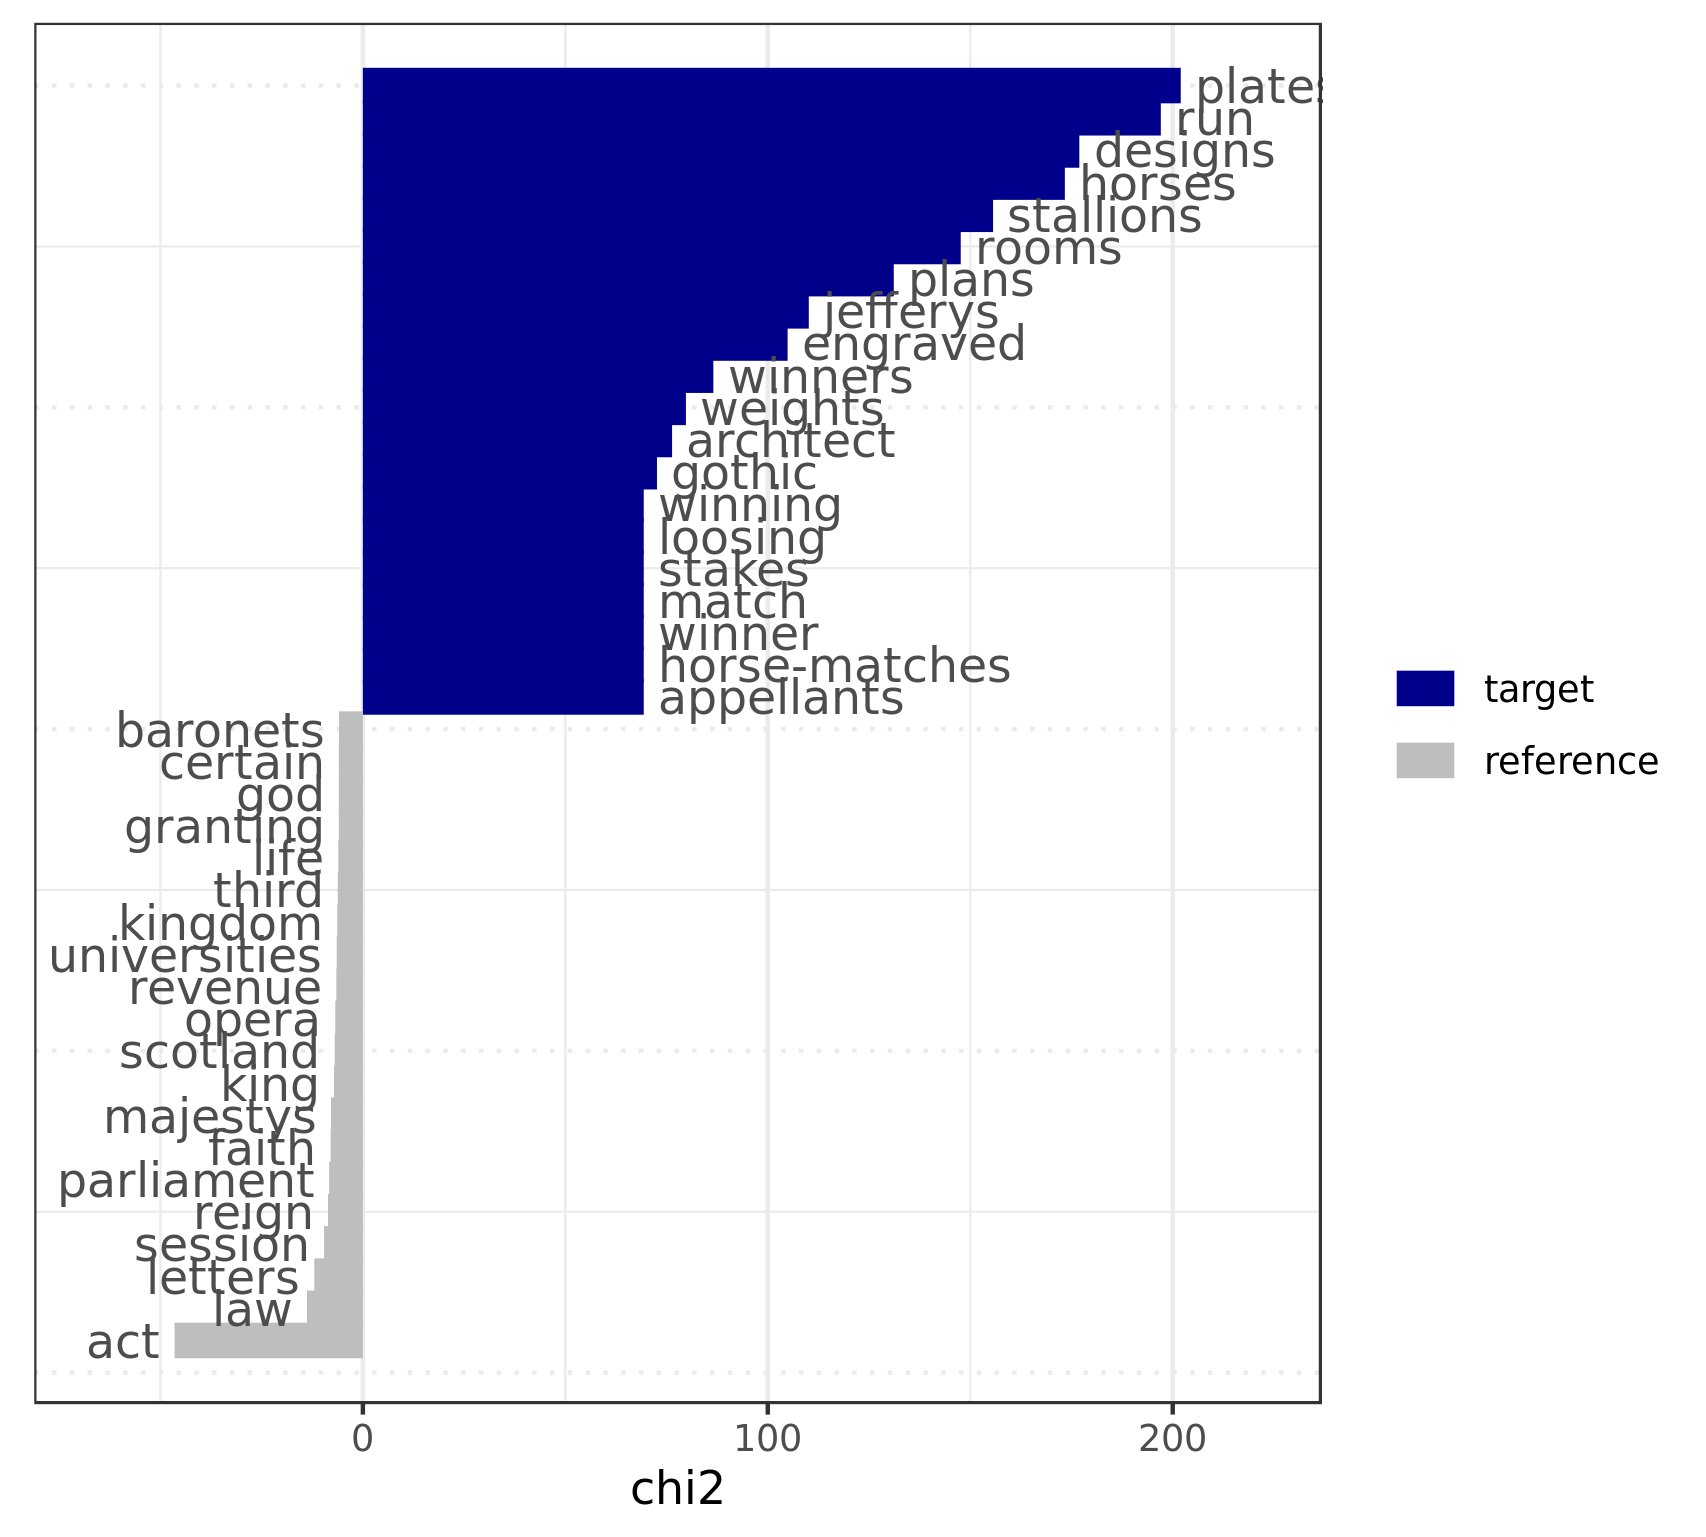 plates
run
designs
horses
stallions
rooms
plans
jefferys
engraved
winners
weights
architect
gothic
winning
loosing
stakes
match
winner
horse-matches
appellants
baronets
certain
god
granting
life
third
kingdom
universities
revenue
opera
scotland
king
majestys
faith
parliament
reign
session
letters
law
act
target
reference
0 100 200
chi2